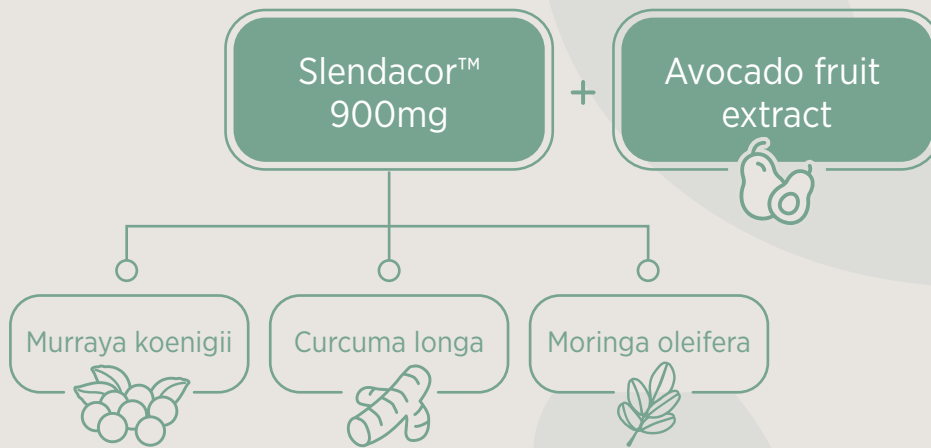 Slendacor™
900mg
+
Avocado fruit
extract
Murraya koenigii
Curcuma longa
Moringa oleifera